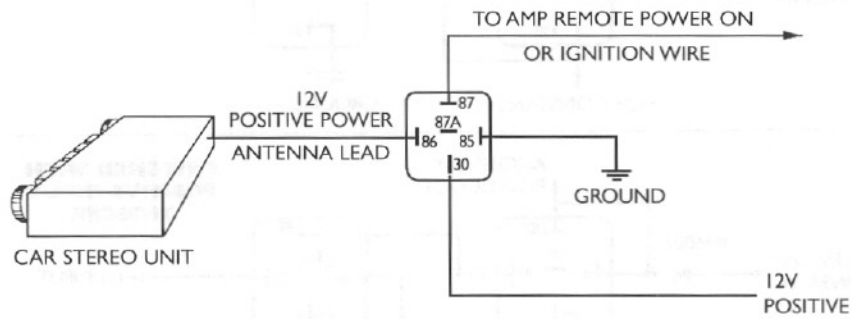 TO AMP REMOTE POWER ON
OR IGNITION WIRE
12V
POSITIVE POWER
ANTENNA LEAD
87
87A
86
85
30
GROUND
CAR STEREO UNIT
12V
POSITIVE